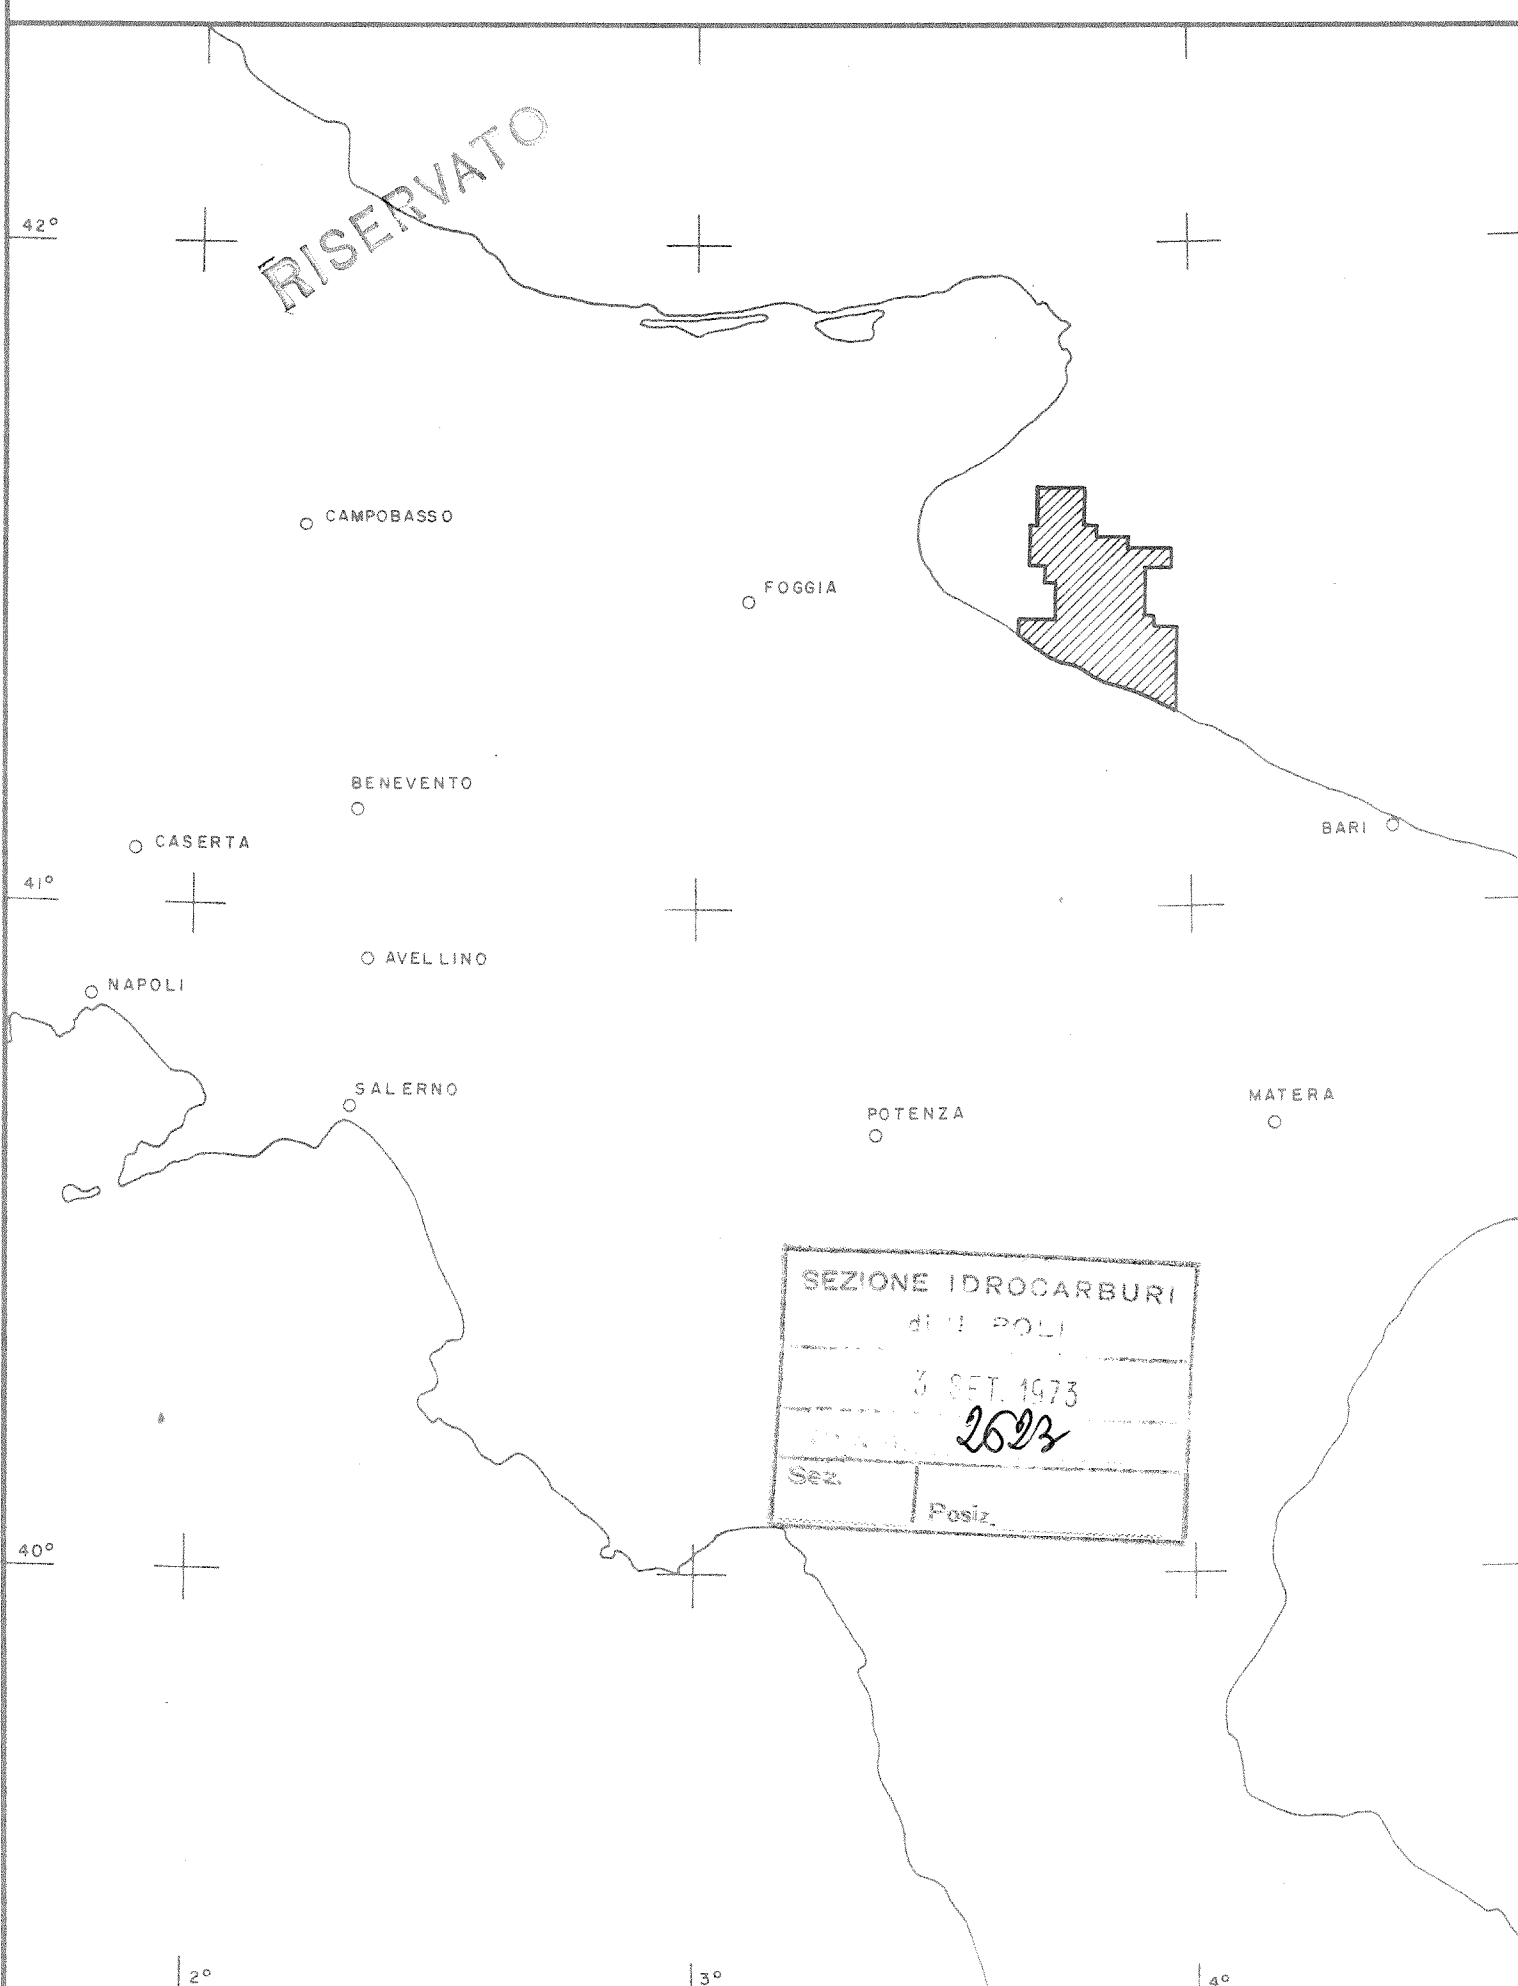 RISERVATO
42°
CAMPOBASSO
FOGGIA
BENEVENTO
CASERTA
BARI
41°
AVELLINO
NAPOLI
SALERNO
POTENZA
MATERA
SEZIONE IDROCARBURI
di
3 SET. 1973
2623
Sez.
Posiz.
40°
2°
3°
4°